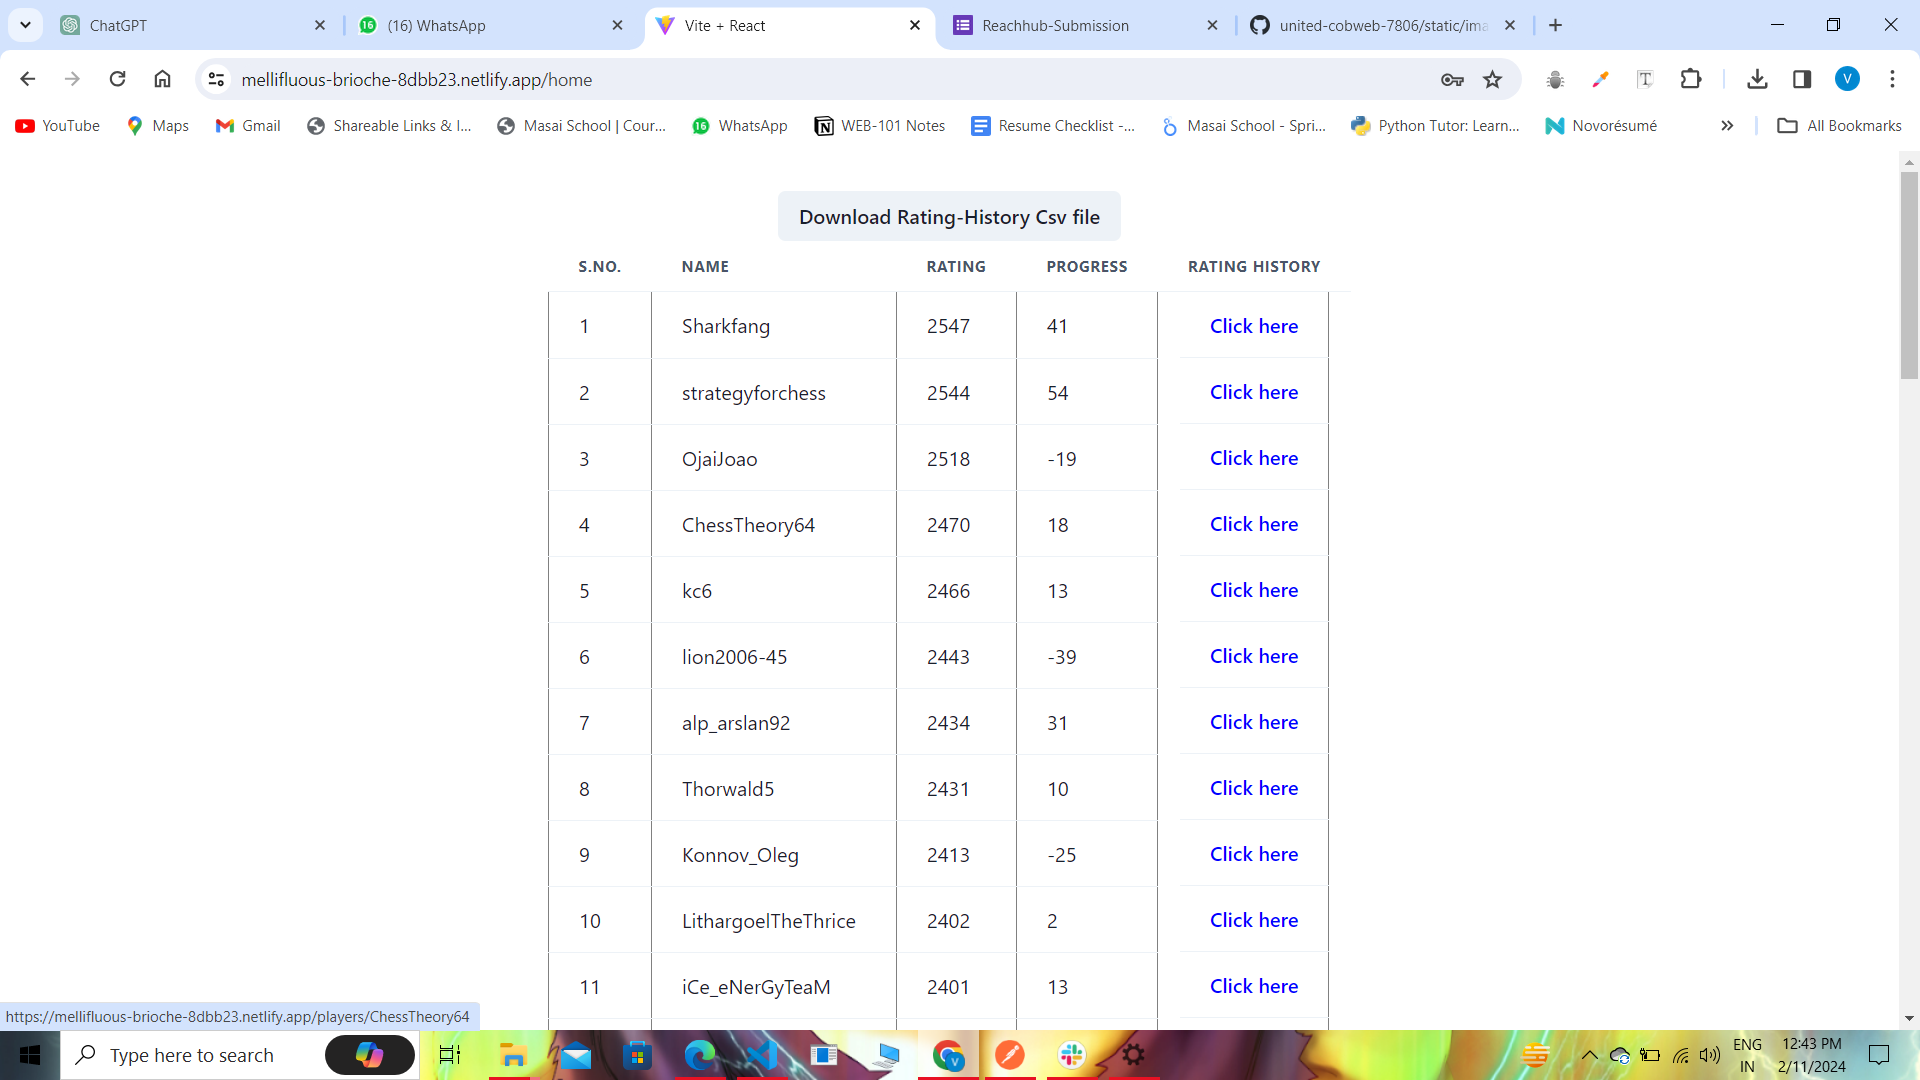 ChatGPT
(16) WhatsApp
Vite + React
Reachhub-Submission
united-cobweb-7806/static/ima
mellifluous-brioche-8dbb23.netlify.app/home
V
YouTube
Maps
Gmail
Shareable Links & I...
Masai School | Cour...
WhatsApp
WEB-101 Notes
Resume Checklist -...
Masai School - Spri...
Python Tutor: Learn...
Novorésumé
All Bookmarks
Download Rating-History Csv file
S.NO. NAME RATING PROGRESS RATING HISTORY
1 Sharkfang 2547 41 Click here
2 strategyforchess 2544 54 Click here
3 OjaiJoao 2518 -19 Click here
4 ChessTheory64 2470 18 Click here
5 kc6 2466 13 Click here
6 lion2006-45 2443 -39 Click here
7 alp_arslan92 2434 31 Click here
8 Thorwald5 2431 10 Click here
9 Konnov_Oleg 2413 -25 Click here
10 LithargoelTheThrice 2402 2 Click here
11 iCe_eNerGyTeaM 2401 13 Click here
https://mellifluous-brioche-8dbb23.netlify.app/players/ChessTheory64
Type here to search
ENG
IN
12:43 PM
2/11/2024